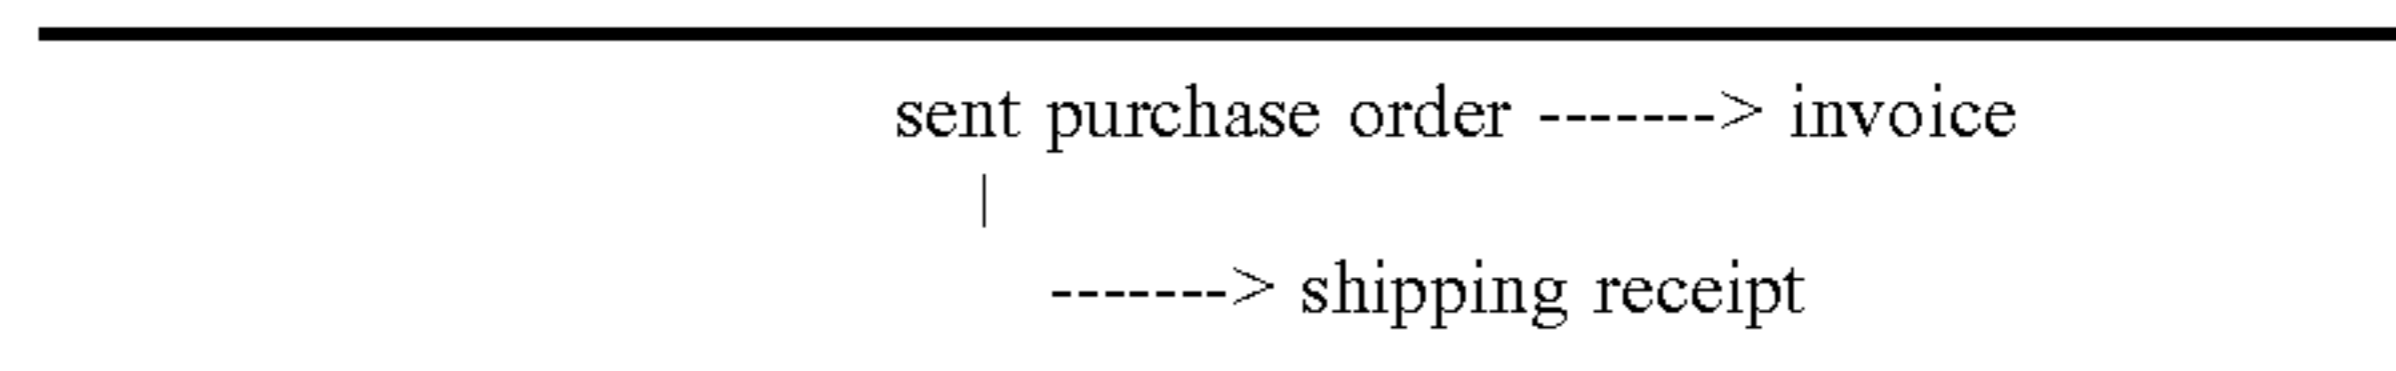 sent purchase order -------> invoice
|
-------> shipping receipt